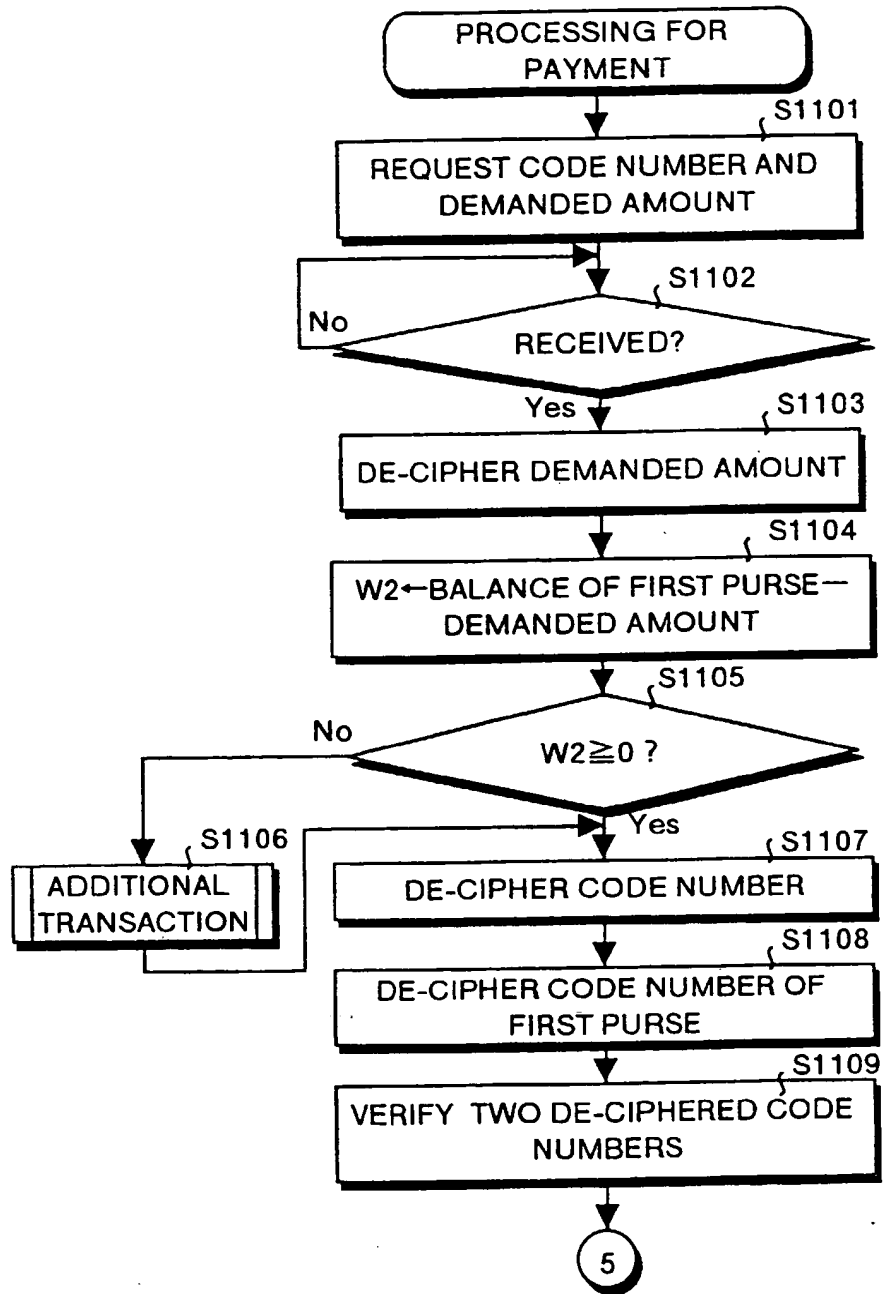 PROCESSING FOR
PAYMENT
S1101
REQUEST CODE NUMBER AND
DEMANDED AMOUNT
S1102
No
RECEIVED?
Yes
S1103
DE-CIPHER DEMANDED AMOUNT
S1104
W2←BALANCE OF FIRST PURSE—
DEMANDED AMOUNT
S1105
No
W2≧0 ?
Yes
S1106
ADDITIONAL
TRANSACTION
S1107
DE-CIPHER CODE NUMBER
S1108
DE-CIPHER CODE NUMBER OF
FIRST PURSE
S1109
VERIFY TWO DE-CIPHERED CODE
NUMBERS
5